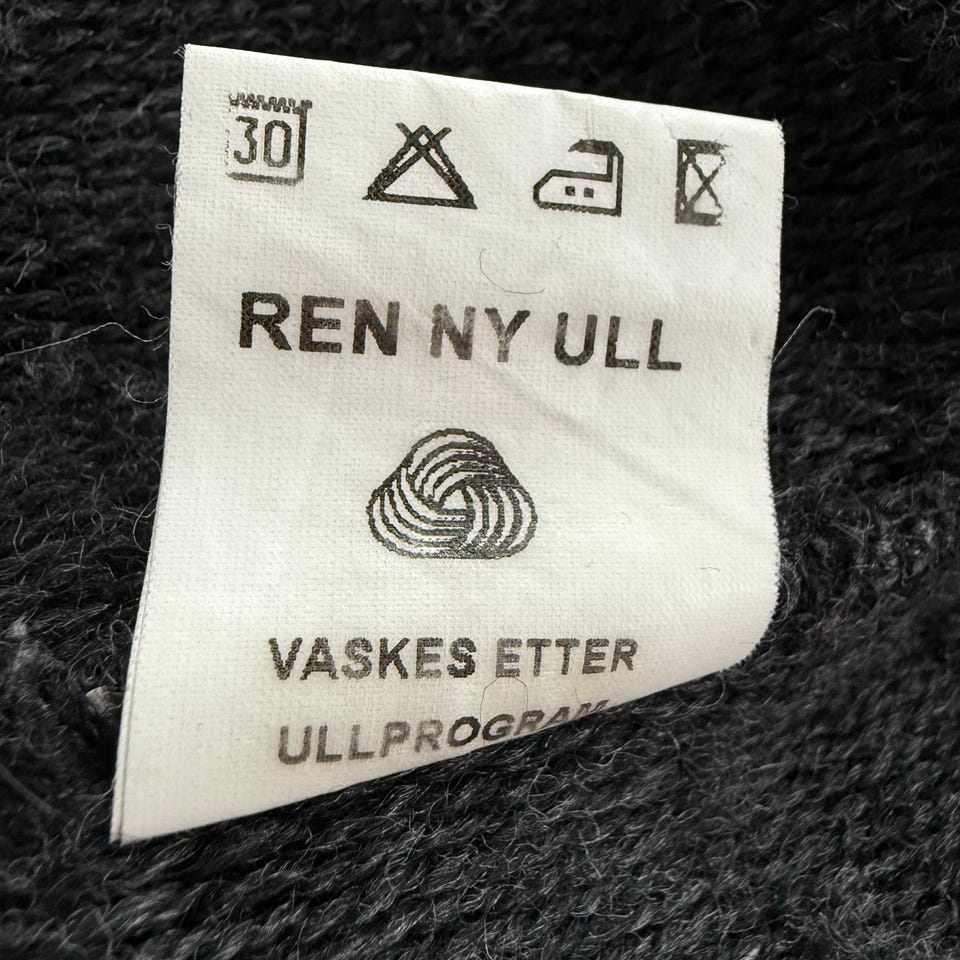 30
REN NY ULL
VASKES ETTER
ULLPROGRAM